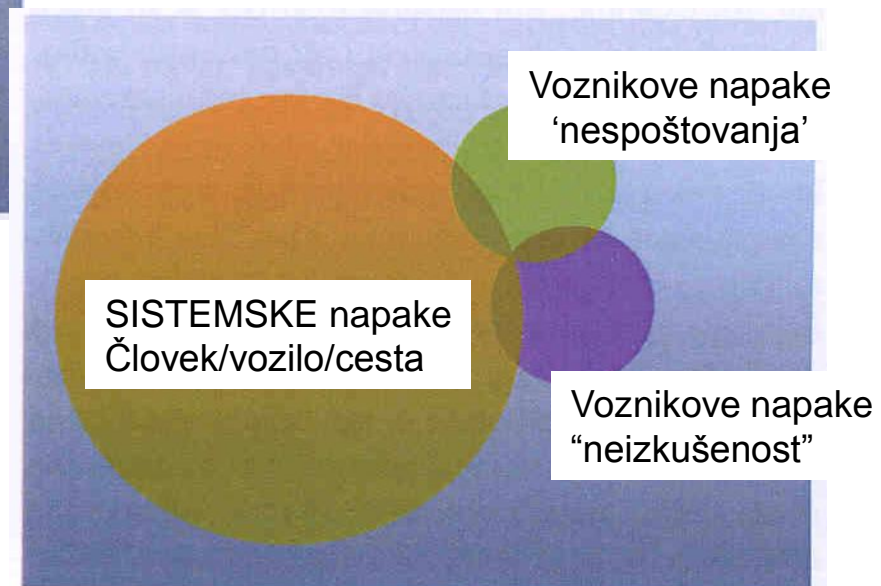 Voznikove napake
‘nespoštovanja’
SISTEMSKE napake
Človek/vozilo/cesta
Voznikove napake
“neizkušenost”